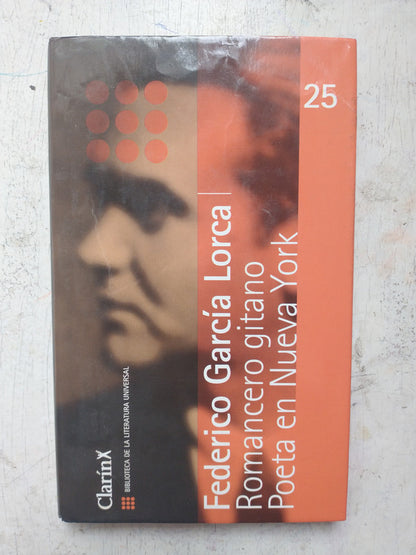 25
Federico García Lorca
Romancero gitano
Poeta en Nueva York
Clarín
BIBLIOTECA DE LA LITERATURA UNIVERSAL